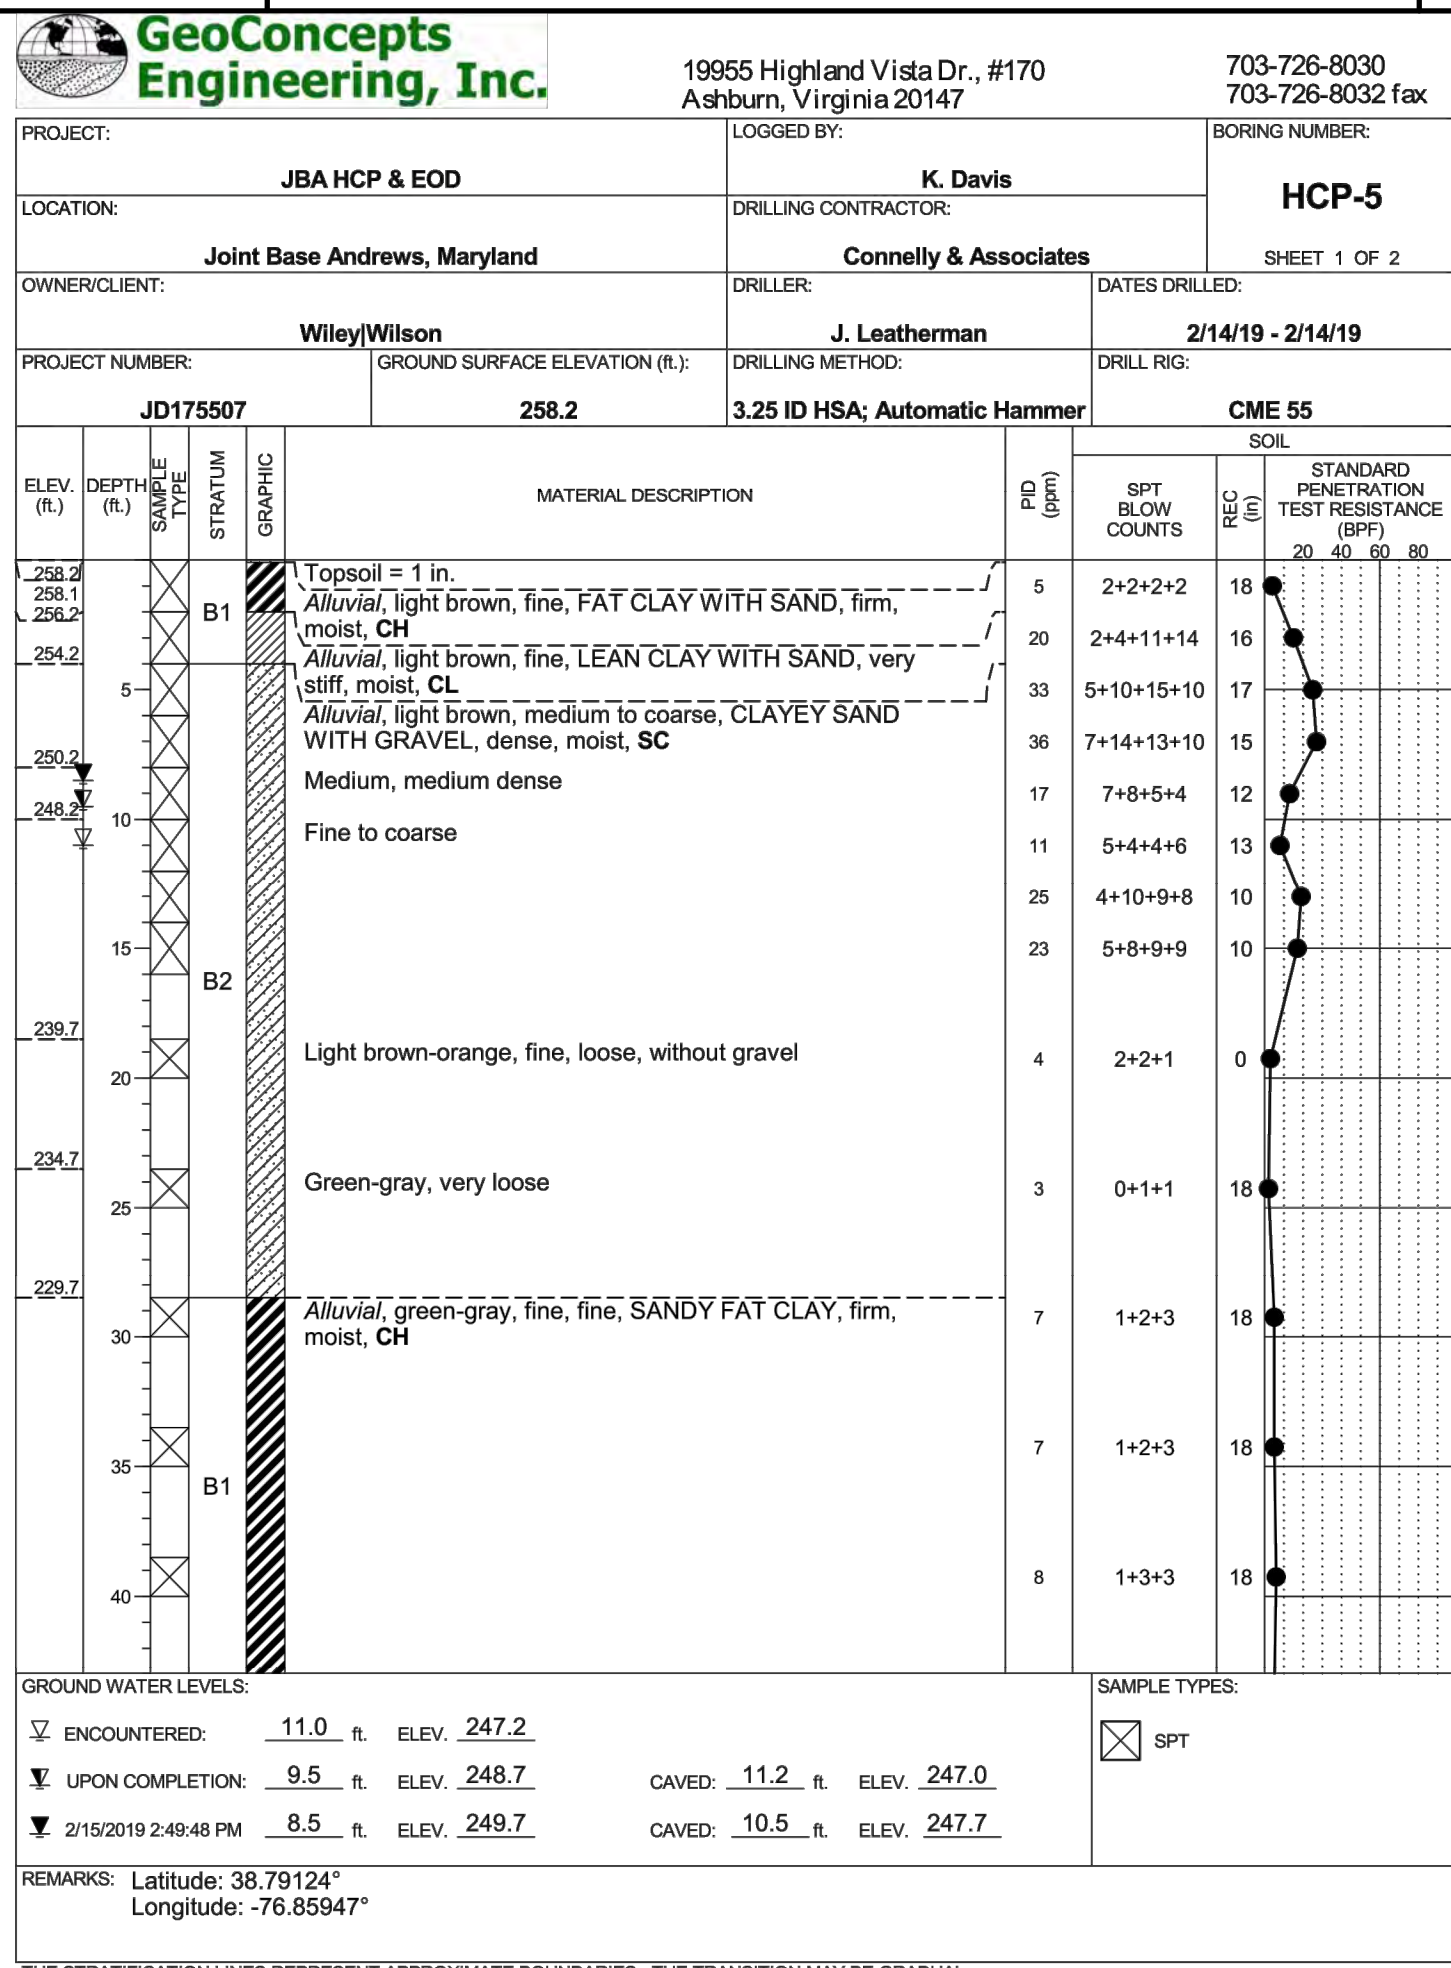 GeoConcepts
Engineering, Inc.
19955 Highland Vista Dr., #170
Ashburn, Virginia 20147
703-726-8030
703-726-8032 fax
PROJECT:
JBA HCP & EOD
LOGGED BY:
K. Davis
BORING NUMBER:
HCP-5
SHEET 1 OF 2
LOCATION:
Joint Base Andrews, Maryland
DRILLING CONTRACTOR:
Connelly & Associates
OWNER/CLIENT:
Wiley|Wilson
DRILLER:
J. Leatherman
DATES DRILLED:
2/14/19 - 2/14/19
PROJECT NUMBER:
JD175507
GROUND SURFACE ELEVATION (ft.):
258.2
DRILLING METHOD:
3.25 ID HSA; Automatic Hammer
DRILL RIG:
CME 55
ELEV. (ft.)
DEPTH (ft.)
SAMPLE TYPE
STRATUM
GRAPHIC
MATERIAL DESCRIPTION
PID (ppm)
SOIL
SPT BLOW COUNTS
REC (in)
STANDARD PENETRATION TEST RESISTANCE (BPF)
20 40 60 80
258.2
Topsoil = 1 in.
258.1
B1
Alluvial, light brown, fine, FAT CLAY WITH SAND, firm,
moist, CH
5 2+2+2+2 18
256.2
Alluvial, light brown, fine, LEAN CLAY WITH SAND, very
stiff, moist, CL
20 2+4+11+14 16
254.2
5
Alluvial, light brown, medium to coarse, CLAYEY SAND
WITH GRAVEL, dense, moist, SC
33 5+10+15+10 17
36 7+14+13+10 15
250.2
Medium, medium dense
17 7+8+5+4 12
248.2
10
Fine to coarse
11 5+4+4+6 13
25 4+10+9+8 10
15
23 5+8+9+9 10
B2
239.7
Light brown-orange, fine, loose, without gravel
4 2+2+1 0
20
234.7
Green-gray, very loose
3 0+1+1 18
25
229.7
Alluvial, green-gray, fine, fine, SANDY FAT CLAY, firm,
moist, CH
7 1+2+3 18
30
7 1+2+3 18
35
B1
8 1+3+3 18
40
GROUND WATER LEVELS:
ENCOUNTERED: 11.0 ft. ELEV. 247.2
UPON COMPLETION: 9.5 ft. ELEV. 248.7 CAVED: 11.2 ft. ELEV. 247.0
2/15/2019 2:49:48 PM 8.5 ft. ELEV. 249.7 CAVED: 10.5 ft. ELEV. 247.7
SAMPLE TYPES:
SPT
REMARKS: Latitude: 38.79124°
Longitude: -76.85947°
THE STRATIFICATION LINES REPRESENT APPROXIMATE BOUNDARIES. THE TRANSITION MAY BE GRADUAL.